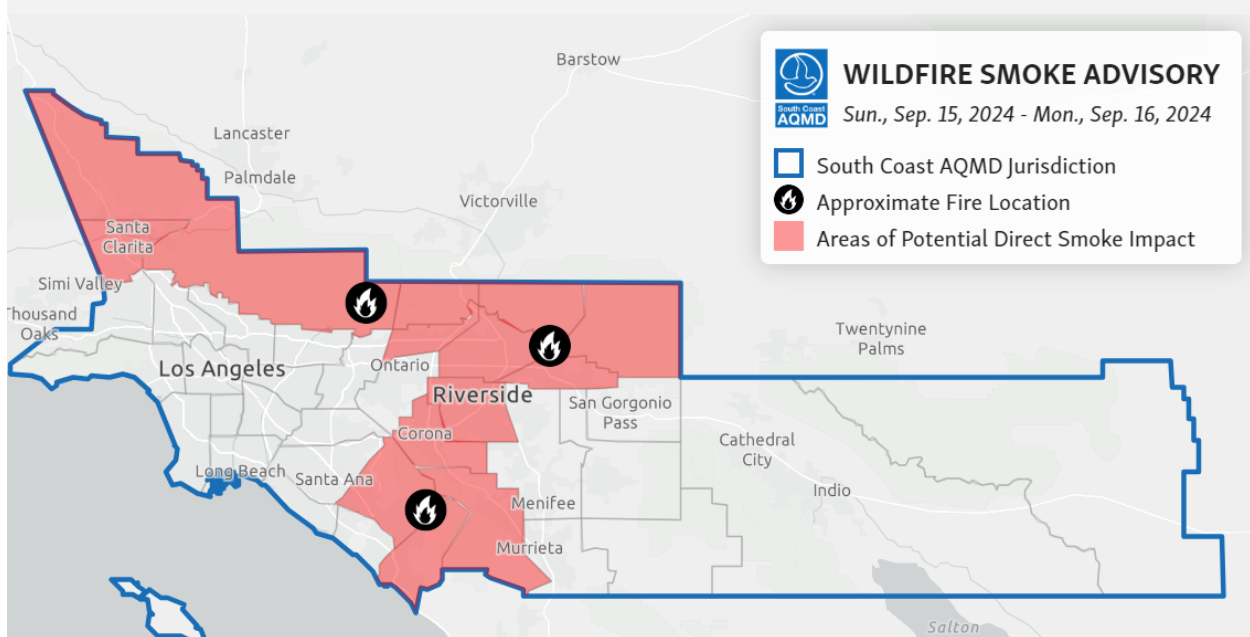 Barstow
South Coast
AQMD
WILDFIRE SMOKE ADVISORY
Sun., Sep. 15, 2024 - Mon., Sep. 16, 2024
South Coast AQMD Jurisdiction
Approximate Fire Location
Areas of Potential Direct Smoke Impact
Lancaster
Palmdale
Victorville
Santa
Clarita
Simi Valley
Thousand
Oaks
Los Angeles
Ontario
Riverside
Twentynine
Palms
San Gorgonio
Pass
Corona
Cathedral
City
Long Beach
Santa Ana
Indio
Menifee
Murrieta
Salton